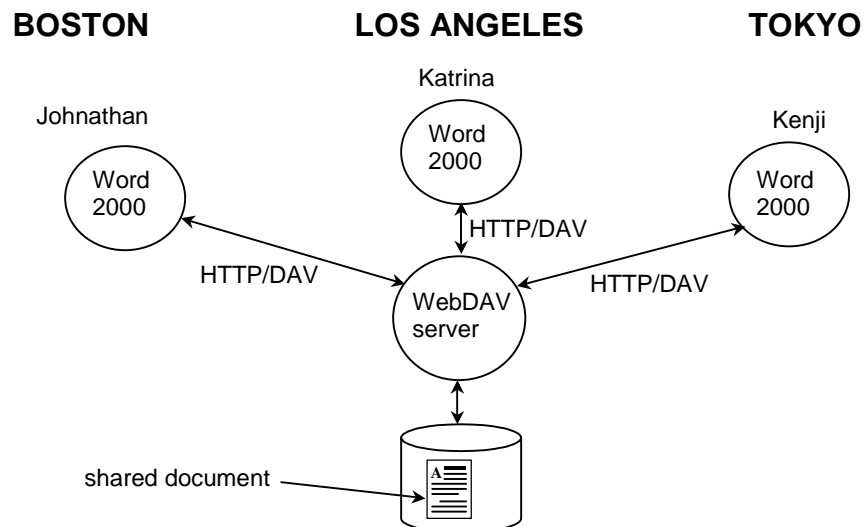 BOSTON
LOS ANGELES
TOKYO
Katrina
Johnathan
Kenji
Word
2000
Word
2000
Word
2000
HTTP/DAV
HTTP/DAV
HTTP/DAV
WebDAV
server
A
shared document